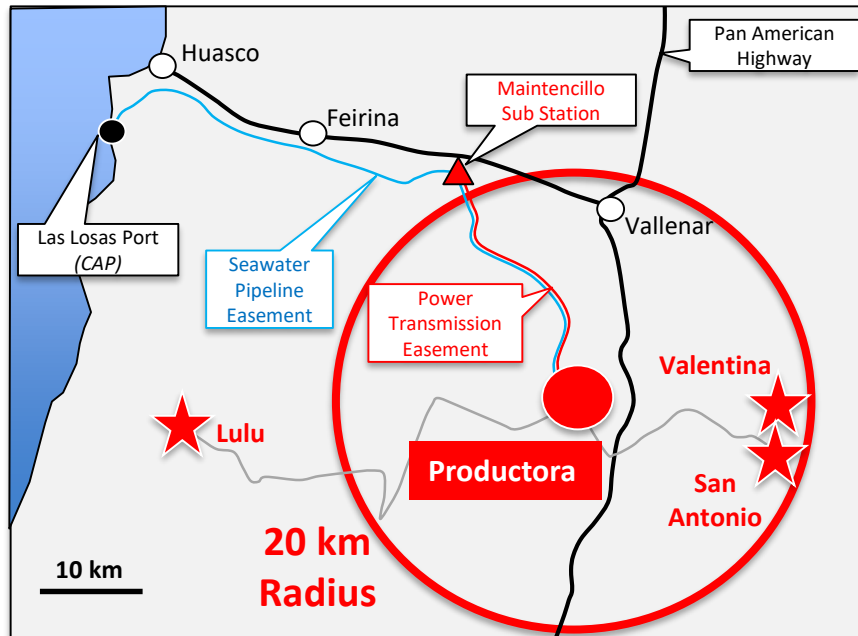 Pan American
Highway
Huasco
Maintencillo
Sub Station
Feirina
Vallenar
Las Losas Port
(CAP)
Seawater
Pipeline
Easement
Power
Transmission
Easement
Valentina
Lulu
Productora
San
Antonio
20 km
Radius
10 km